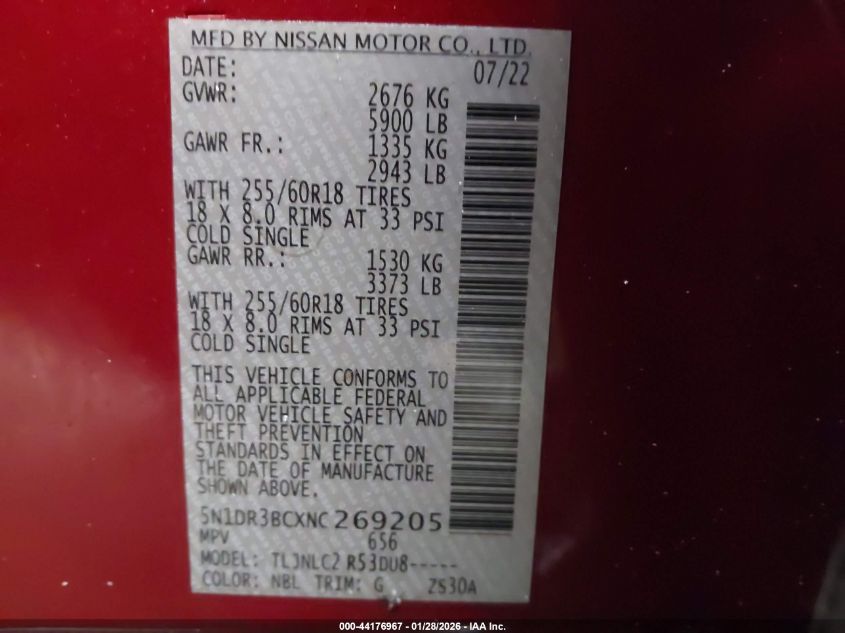 MFD BY NISSAN MOTOR CO., LTD.
DATE: 07/22
GVWR: 2676 KG
5900 LB
GAWR FR.: 1335 KG
2943 LB
WITH 255/60R18 TIRES
18 X 8.0 RIMS AT 33 PSI
COLD SINGLE
GAWR RR.: 1530 KG
3373 LB
WITH 255/60R18 TIRES
18 X 8.0 RIMS AT 33 PSI
COLD SINGLE
THIS VEHICLE CONFORMS TO
ALL APPLICABLE FEDERAL
MOTOR VEHICLE SAFETY AND
THEFT PREVENTION
STANDARDS IN EFFECT ON
THE DATE OF MANUFACTURE
SHOWN ABOVE.
5N1DR3BCXNC269205
MPV 656
MODEL: TLJNLC2 R53DU8-----
COLOR: NBL TRIM: G ZS30A
000-44176967 - 01/28/2026 - IAA Inc.